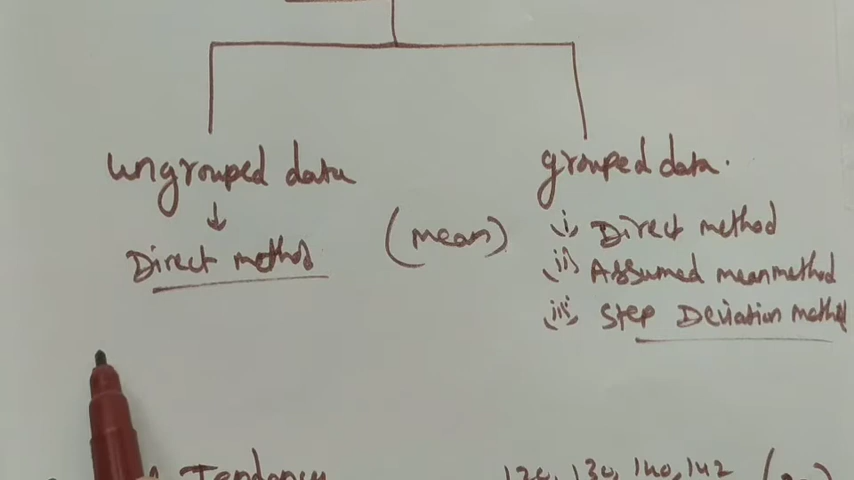 ungrouped data
grouped data.
Direct method
(mean)
i, Direct method
ii, Assumed mean method
iii, Step Deviation method
Tendency
130, 140, 142